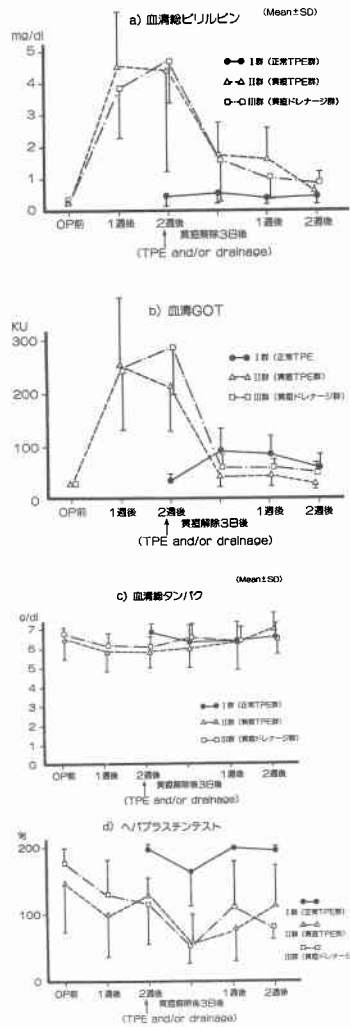 a) 血清総ビリルビン (Mean±SD)
mg/dl
5
4
3
2
1
0
I群(正常TPE群)
II群(黄疸TPE群)
III群(黄疸ドレナージ群)
OP前 1週後 2週後 黄疸解除3日後 1週後 2週後
(TPE and/or drainage)
b) 血清GOT
KU
300
200
100
0
I群(正常TPE
II群(黄疸TPE群)
III群(黄疸ドレナージ群)
OP前 1週後 2週後 黄疸解除3日後 1週後 2週後
(TPE and/or drainage)
(Mean±SD)
c) 血清総タンパク
g/dl
7
6
5
4
3
2
1
0
I群(正常TPE群)
II群(黄疸TPE群)
III群(黄疸ドレナージ群)
OP前 1週後 2週後 黄疸解除後3日後 1週後 2週後
(TPE and/or drainage)
d) ヘパプラスチンテスト
%
200
100
0
I群(正常TPE群)
II群(黄疸TPE群)
III群(黄疸ドレナージ群)
OP前 1週後 2週後 黄疸解除後3日後 1週後 2週後
(TPE and/or drainage)